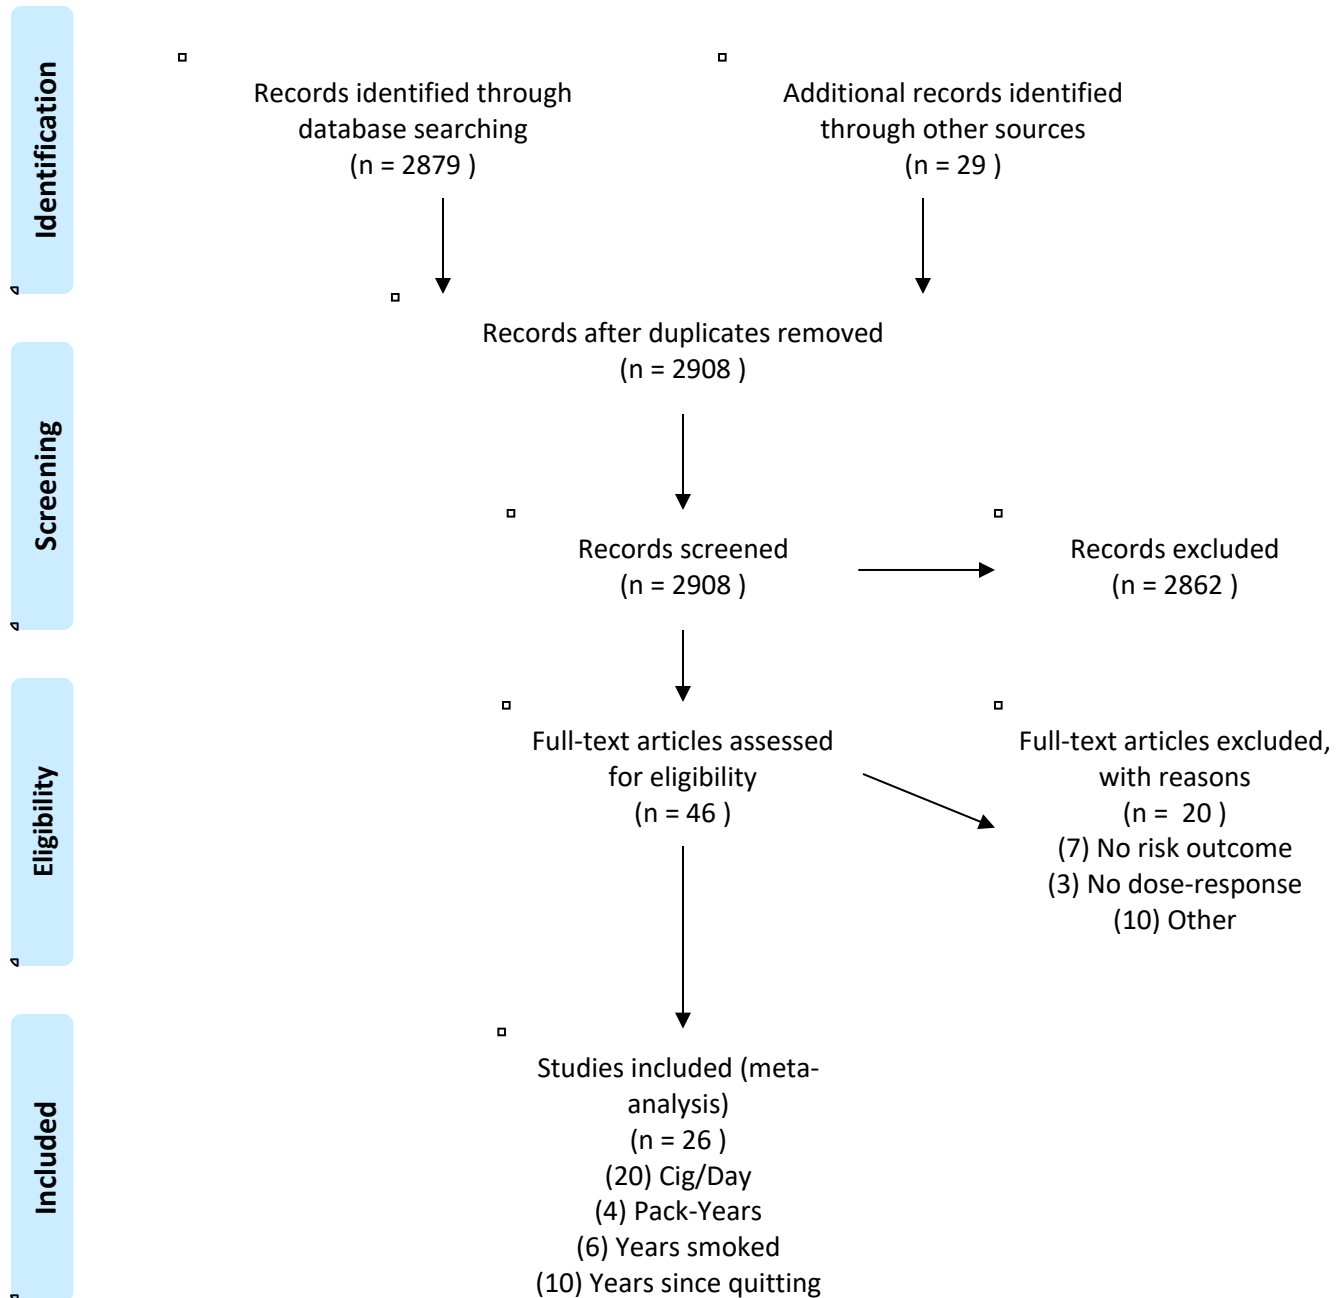 Identification
Records identified through
database searching
(n = 2879 )
Additional records identified
through other sources
(n = 29 )
Records after duplicates removed
(n = 2908 )
Screening
Records screened
(n = 2908 )
Records excluded
(n = 2862 )
Eligibility
Full-text articles assessed
for eligibility
(n = 46 )
Full-text articles excluded,
with reasons
(n =  20 )
(7) No risk outcome
(3) No dose-response
(10) Other
Included
Studies included (meta-
analysis)
(n = 26 )
(20) Cig/Day
(4) Pack-Years
(6) Years smoked
(10) Years since quitting